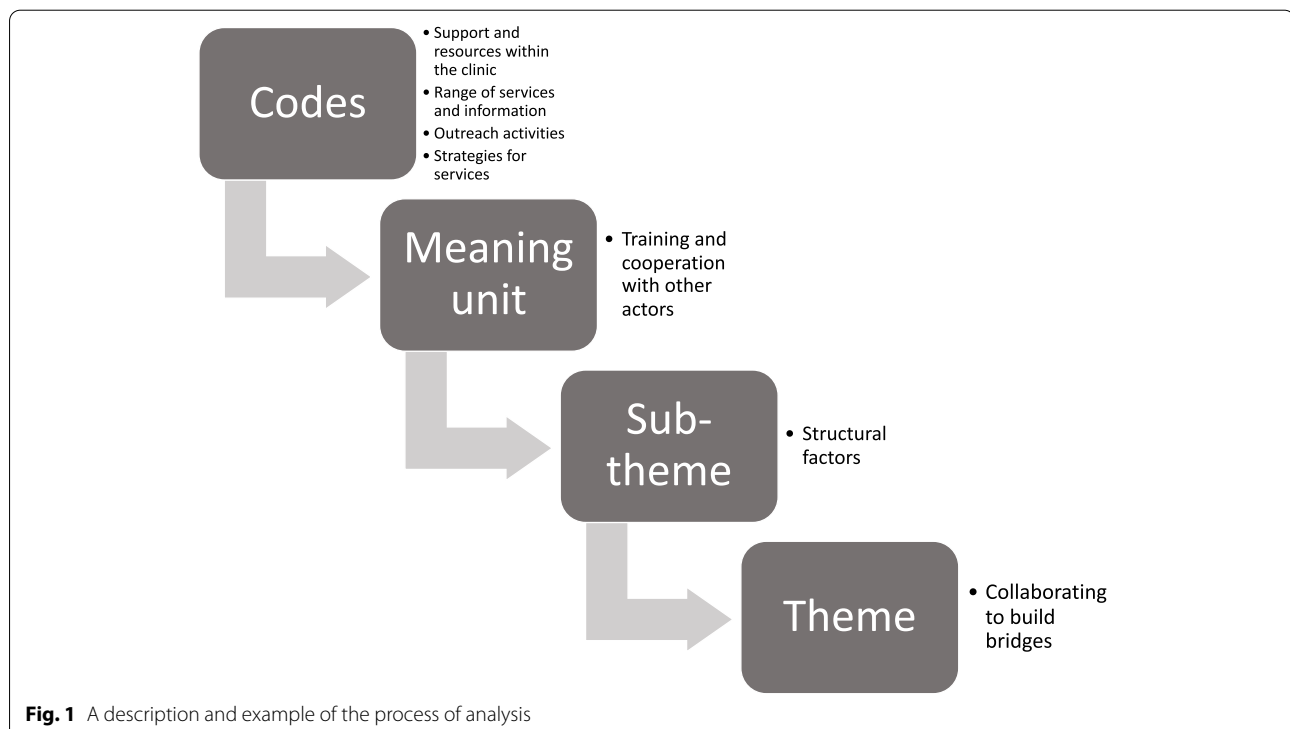 Codes
• Support and
resources within
the clinic
• Range of services
and information
• Outreach activities
• Strategies for
services
Meaning
unit
• Training and
cooperation
with other
actors
Sub-
theme
• Structural
factors
Theme
• Collaborating
to build
bridges
Fig. 1 A description and example of the process of analysis